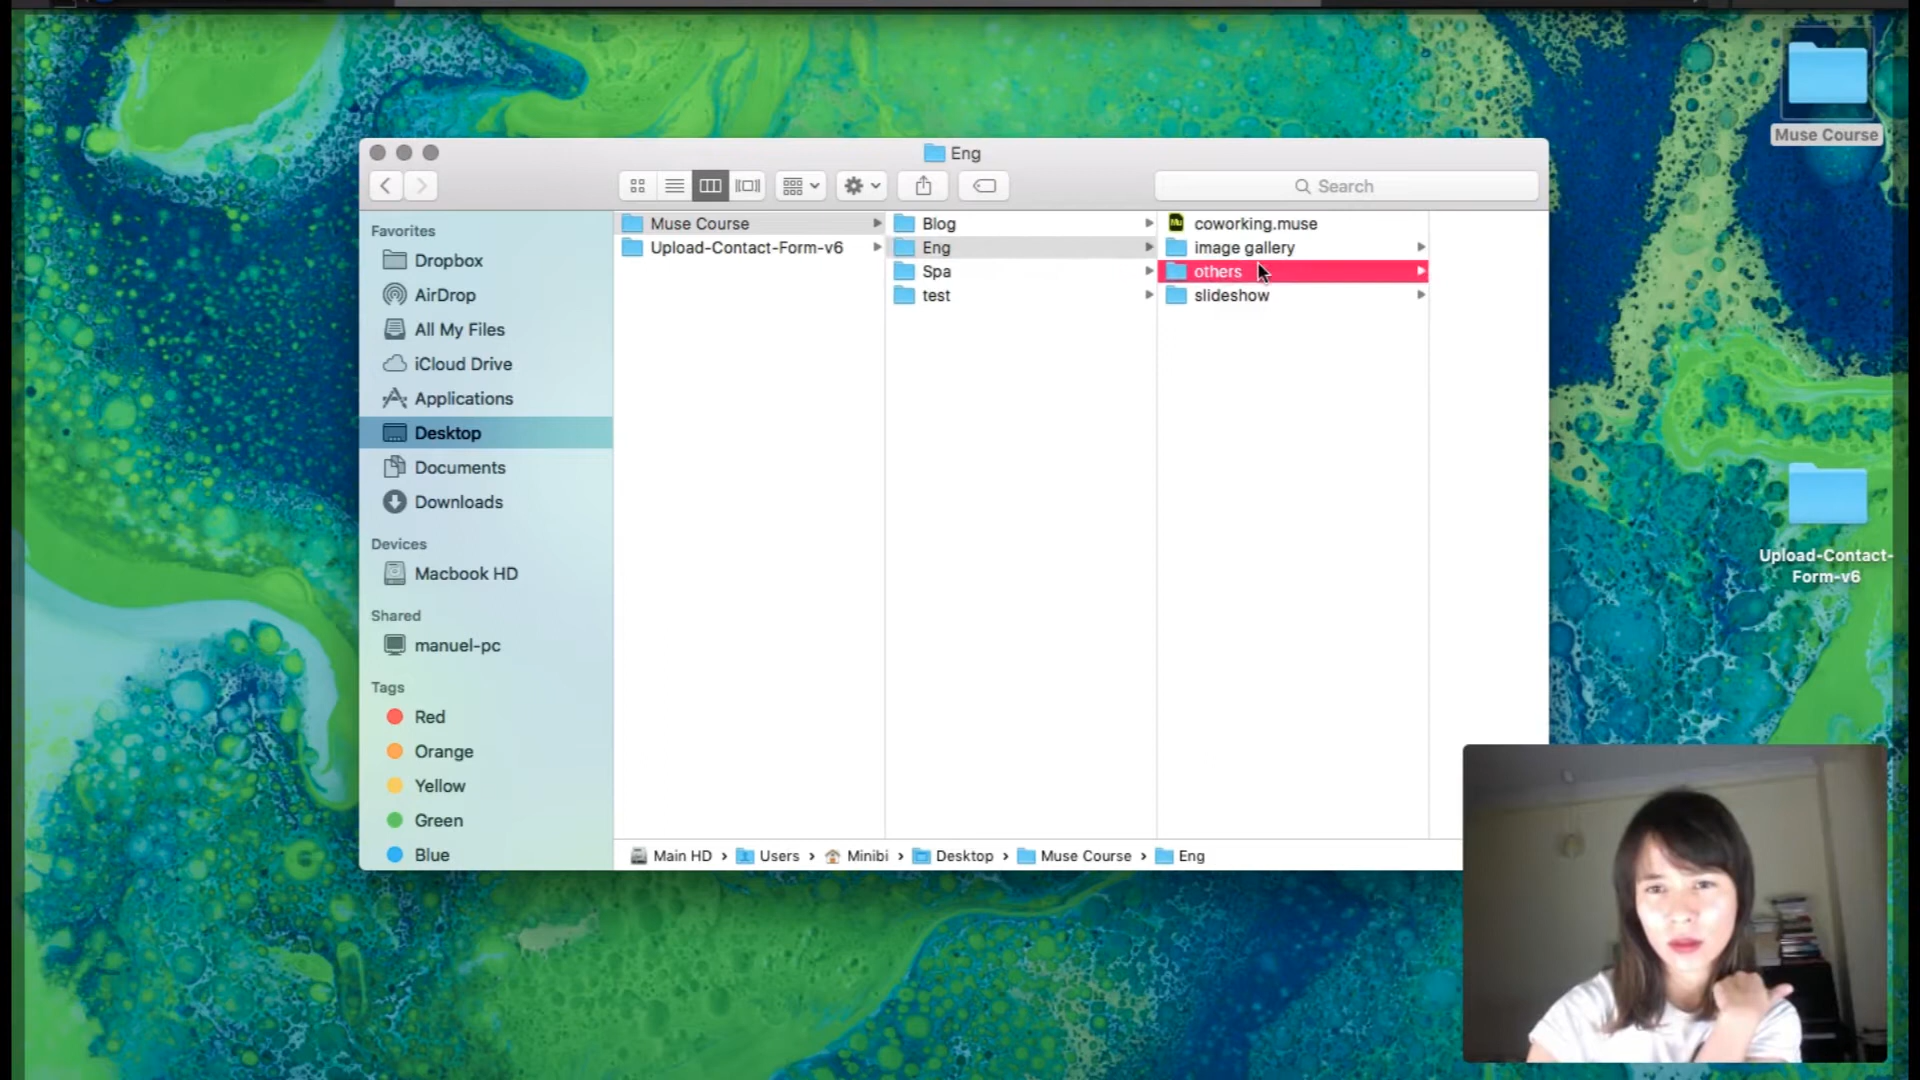 Muse Course
Eng
Search
Favorites
Dropbox
AirDrop
All My Files
iCloud Drive
Applications
Desktop
Documents
Downloads
Devices
Macbook HD
Shared
manuel-pc
Tags
Red
Orange
Yellow
Green
Blue
Muse Course
Upload-Contact-Form-v6
Blog
Eng
Spa
test
Mu
coworking.muse
image gallery
others
slideshow
Main HD › Users › Minibi › Desktop › Muse Course › Eng
Upload-Contact-
Form-v6